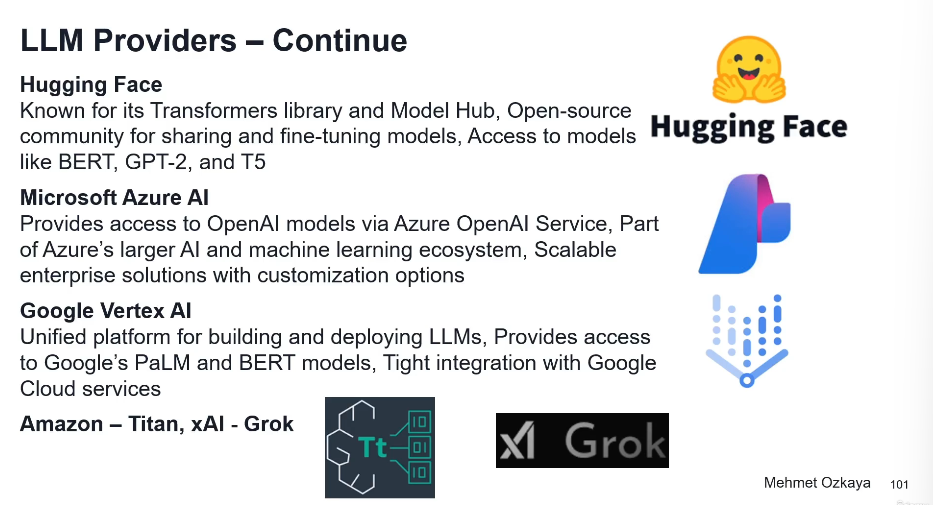 LLM Providers – Continue
Hugging Face
Known for its Transformers library and Model Hub, Open-source
community for sharing and fine-tuning models, Access to models
like BERT, GPT-2, and T5
Hugging Face
Microsoft Azure AI
Provides access to OpenAI models via Azure OpenAI Service, Part
of Azure’s larger AI and machine learning ecosystem, Scalable
enterprise solutions with customization options
Google Vertex AI
Unified platform for building and deploying LLMs, Provides access
to Google’s PaLM and BERT models, Tight integration with Google
Cloud services
Amazon – Titan, xAI - Grok
Tt
xI Grok
Mehmet Ozkaya 101